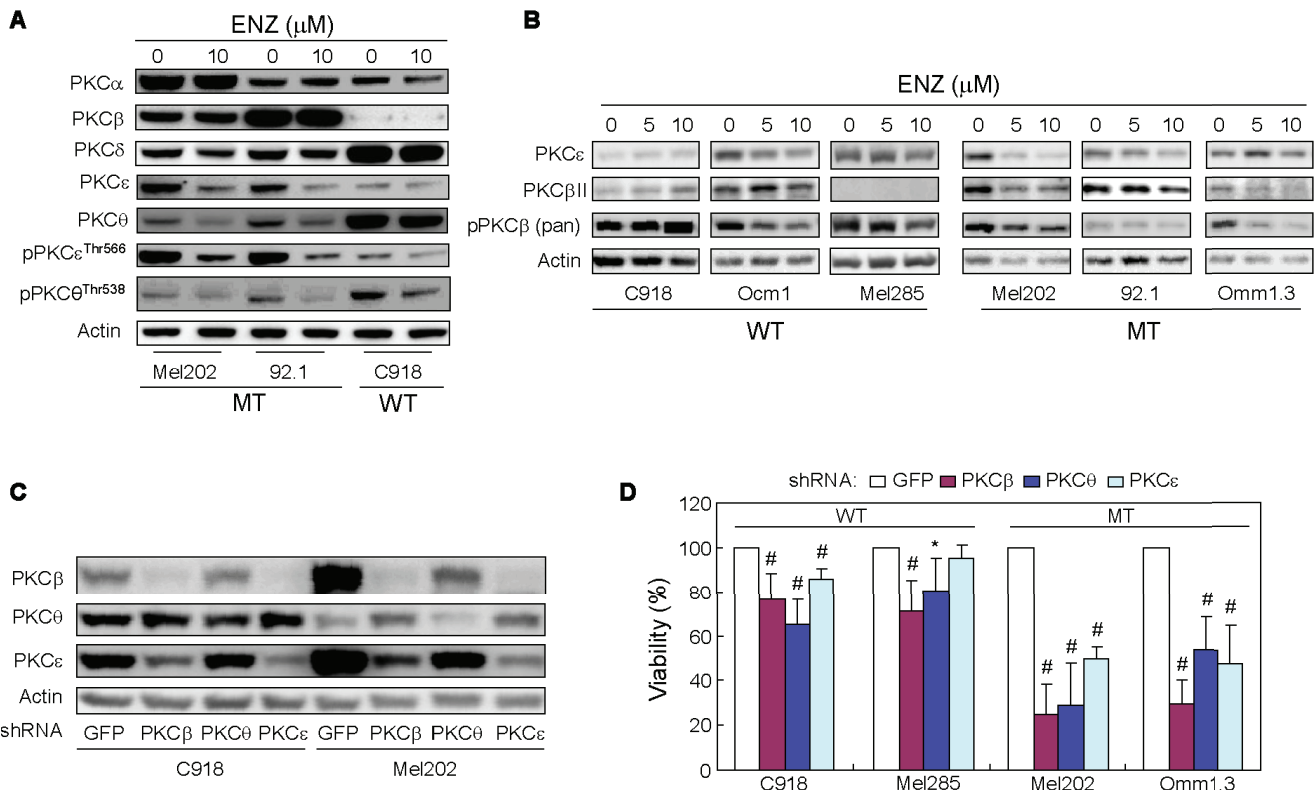 A
ENZ (μM)
0 10 0 10 0 10
PKCα
PKCβ
PKCδ
PKCε
PKCθ
pPKCε^Thr566
pPKCθ^Thr538
Actin
Mel202 92.1 C918
MT WT
B
ENZ (μM)
0 5 10 0 5 10 0 5 10 0 5 10 0 5 10 0 5 10
PKCε
PKCβII
pPKCβ (pan)
Actin
C918 Ocm1 Mel285 Mel202 92.1 Omm1.3
WT MT
C
PKCβ
PKCθ
PKCε
Actin
shRNA GFP PKCβ PKCθ PKCε GFP PKCβ PKCθ PKCε
C918 Mel202
D
shRNA: GFP PKCβ PKCθ PKCε
WT MT
Viability (%)
120
100
80
60
40
20
0
# # #
# *
# # #
# # #
C918 Mel285 Mel202 Omm1.3